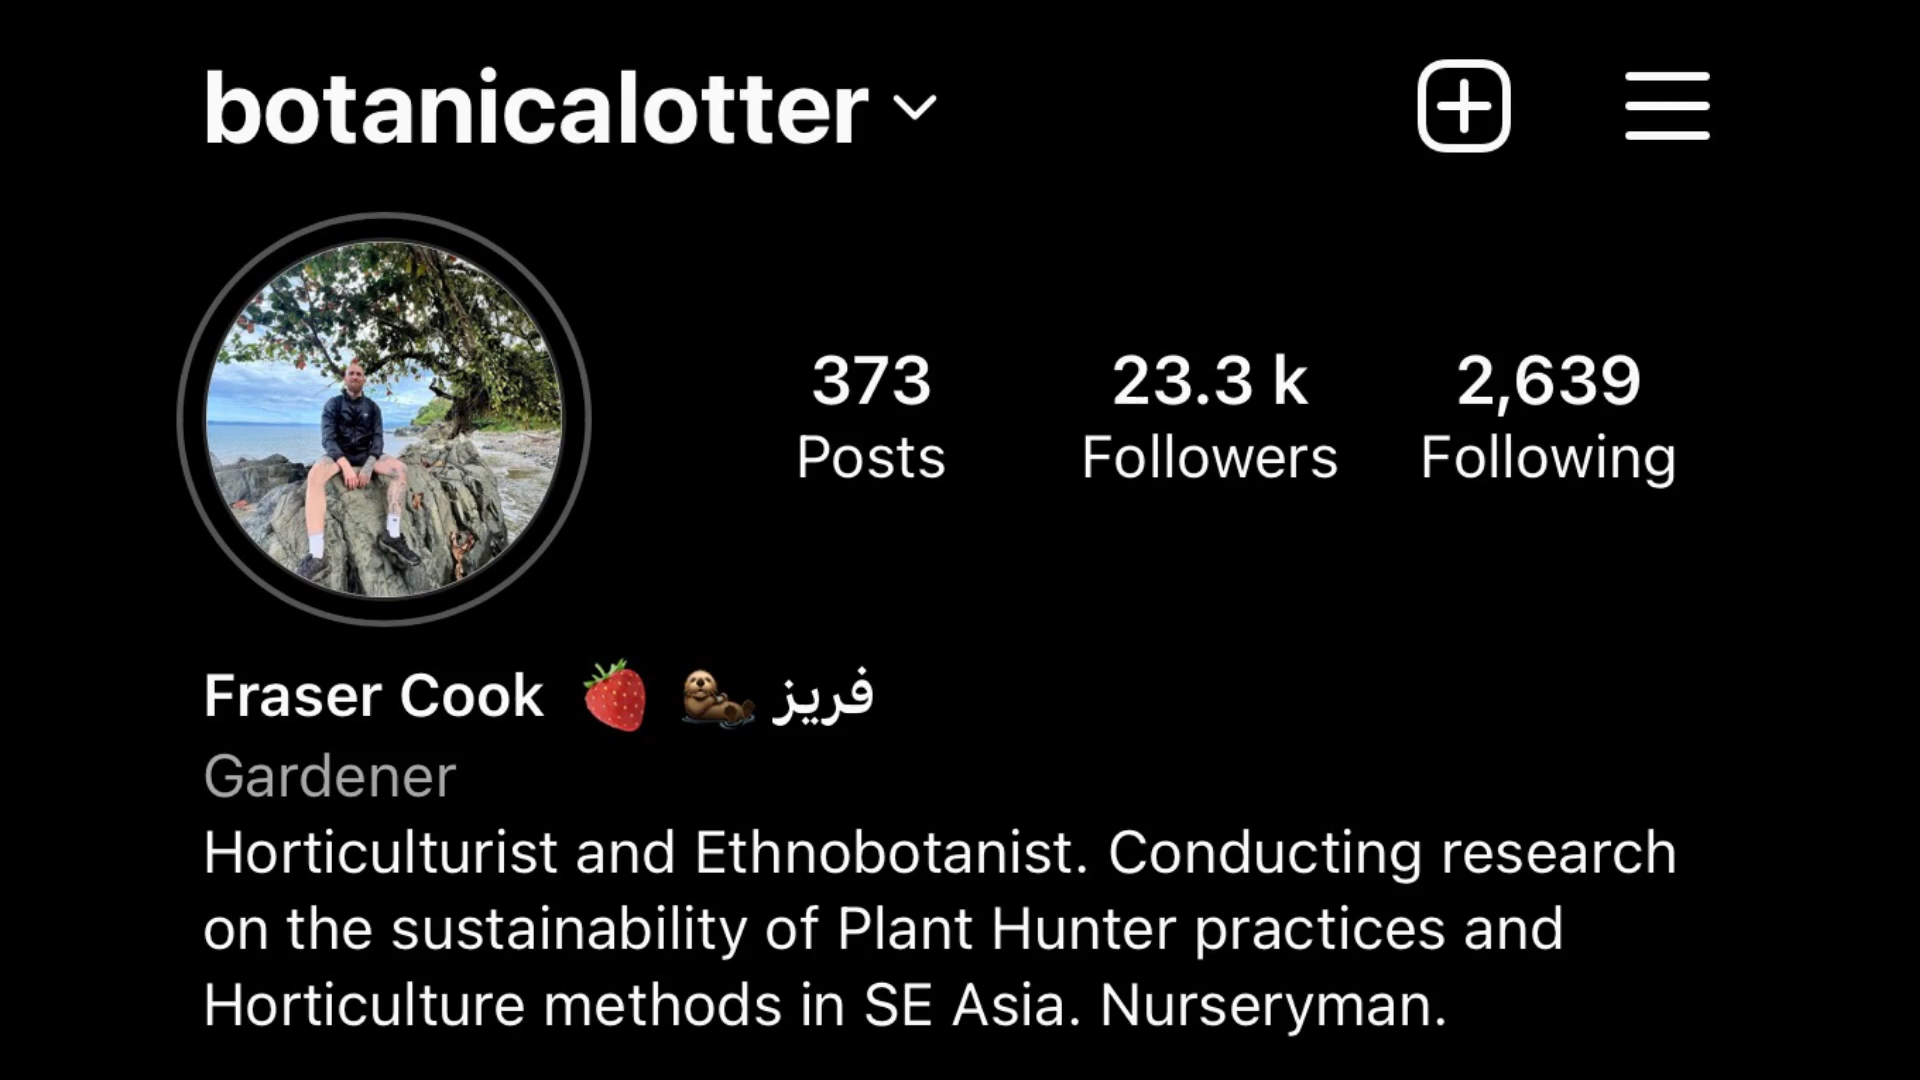 botanicalotter
373 23.3 k 2,639
Posts Followers Following
Fraser Cook 🍓 🦦 فريز
Gardener
Horticulturist and Ethnobotanist. Conducting research
on the sustainability of Plant Hunter practices and
Horticulture methods in SE Asia. Nurseryman.